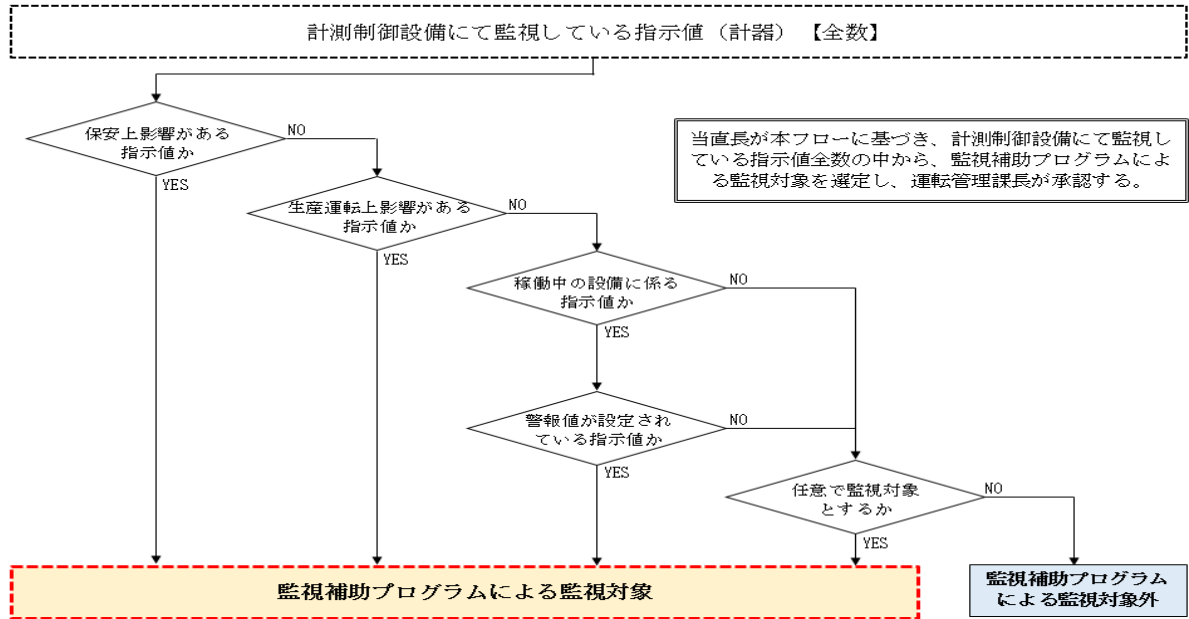 計測制御設備にて監視している指示値（計器）【全数】
保安上影響がある
指示値か
NO
YES
当直長が本フローに基づき、計測制御設備にて監視し
ている指示値全数の中から、監視補助プログラムによ
る監視対象を選定し、運転管理課長が承認する。
生産運転上影響がある
指示値か
NO
YES
稼働中の設備に係る
指示値か
NO
YES
警報値が設定され
ている指示値か
NO
YES
任意で監視対象
とするか
NO
YES
監視補助プログラムによる監視対象
監視補助プログラム
による監視対象外